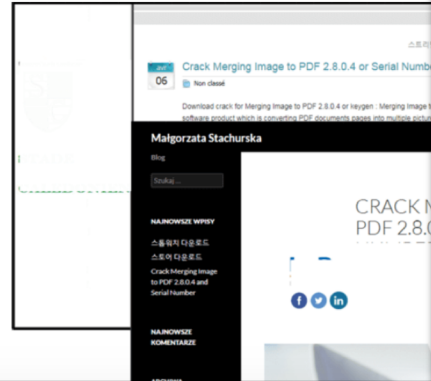 스토리
Crack Merging Image to PDF 2.8.0.4 or Serial Numb
06
Non classé
Download crack for Merging Image to PDF 2.8.0.4 or keygen : Merging Image t
software product which is converting PDF documents pages into multiple pictur
Małgorzata Stachurska
Blog
Szukaj ...
NAJNOWSZE WPISY
스톰워치 다운로드
스토어 다운로드
Crack Merging Image
to PDF 2.8.0.4 and
Serial Number
NAJNOWSZE
KOMENTARZE
CRACK
PDF 2.8.0